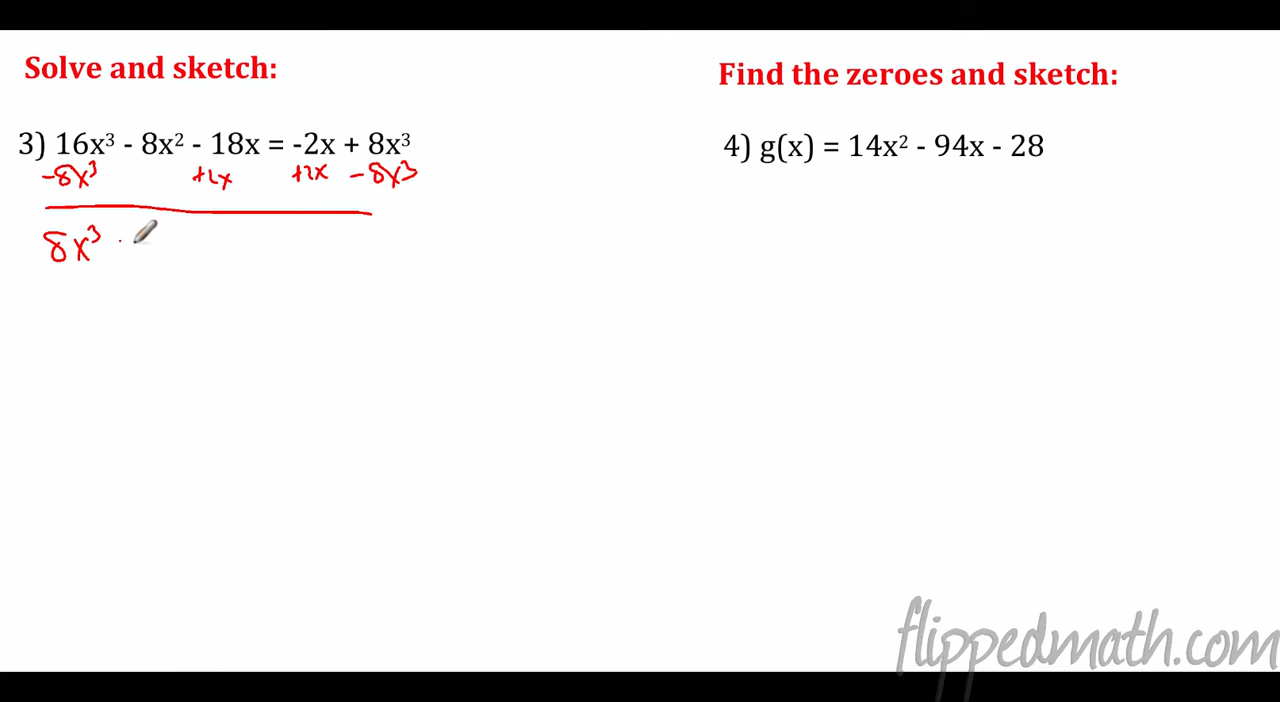 Solve and sketch:
3) 16x³ - 8x² - 18x = -2x + 8x³
-8x³ +2x +2x -8x³
8x³
Find the zeroes and sketch:
4) g(x) = 14x² - 94x - 28
flippedmath.com